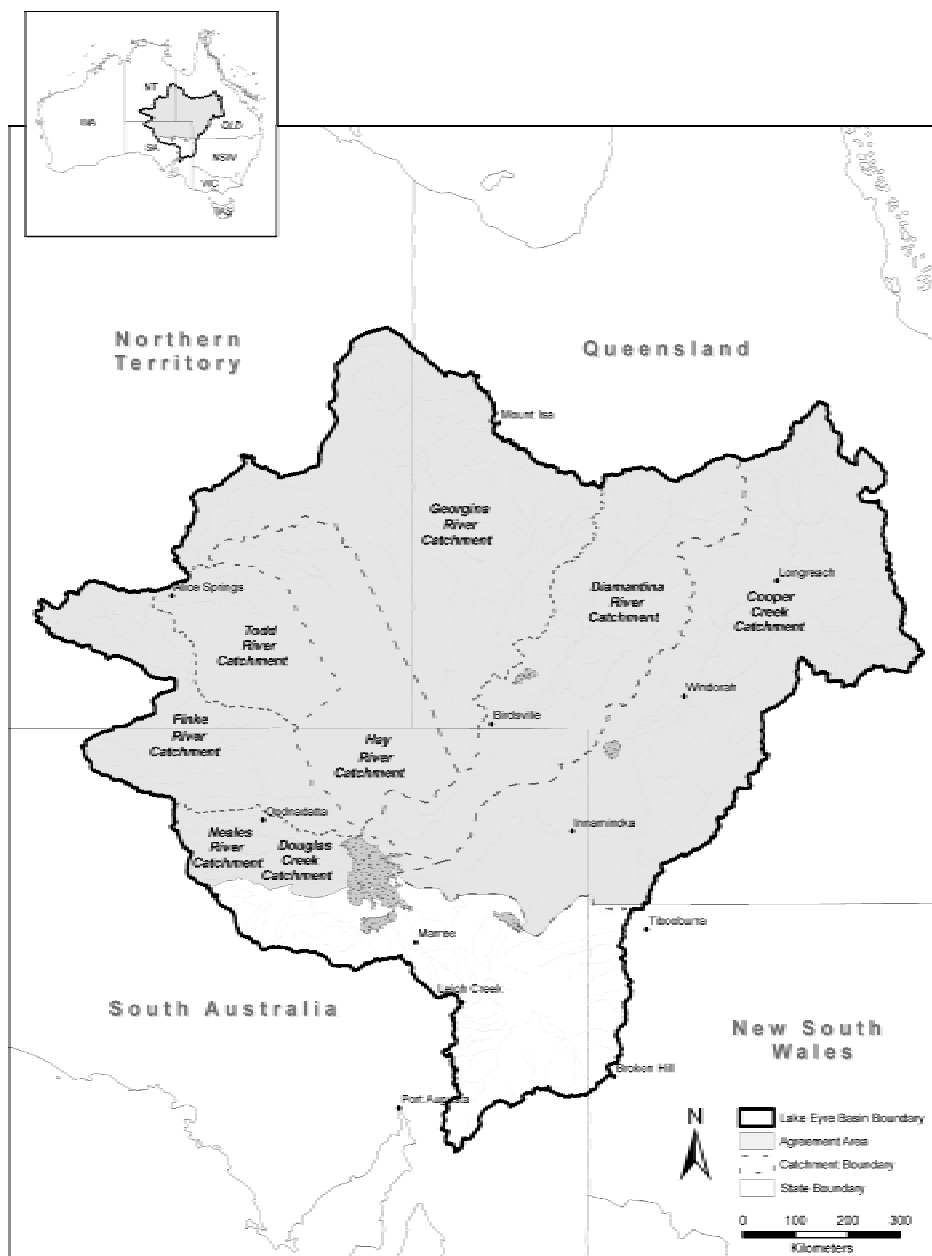 NT
WA
QLD
SA
NSW
VIC
TAS
Northern
Territory
Queensland
Mount Isa
Georgina
River
Catchment
Alice Springs
Diamantina
River
Catchment
Longreach
Cooper
Creek
Catchment
Todd
River
Catchment
Windorah
Birdsville
Finke
River
Catchment
Hay
River
Catchment
Oodnadatta
Innamincka
Neales
River
Catchment
Douglas
Creek
Catchment
Tibooburra
Marree
Leigh Creek
South Australia
New South
Wales
Broken Hill
Port Augusta
N
Lake Eyre Basin Boundary
Agreement Area
Catchment Boundary
State Boundary
0 100 200 300
Kilometers